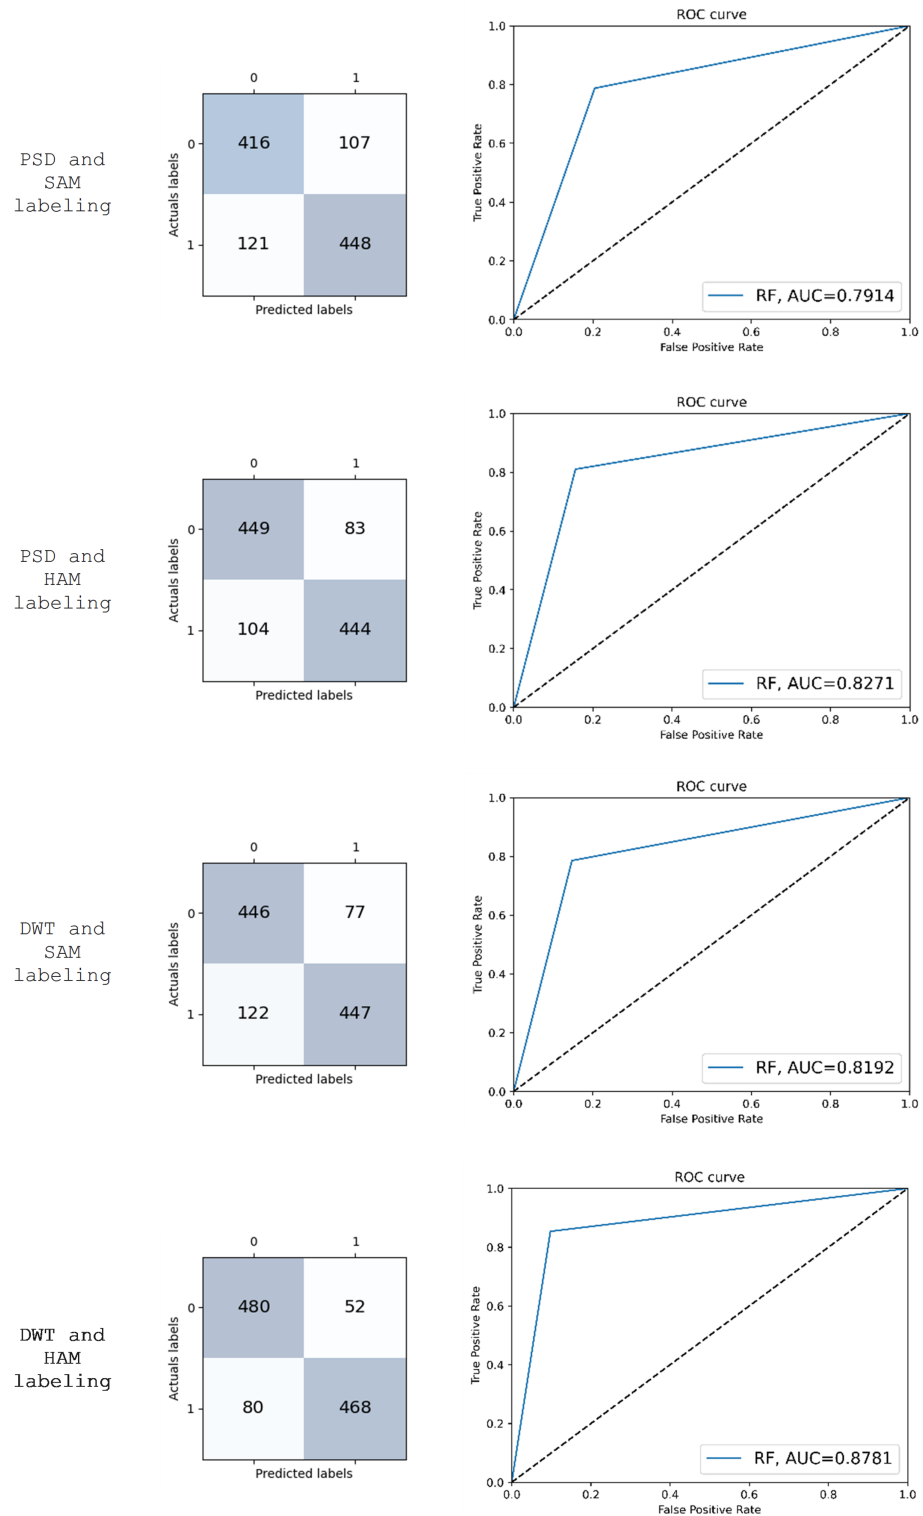 PSD and
SAM
labeling
0 1
Actuals labels
0
416 107
1
121 448
Predicted labels
ROC curve
True Positive Rate
1.0
0.8
0.6
0.4
0.2
0.0
RF, AUC=0.7914
0.0 0.2 0.4 0.6 0.8 1.0
False Positive Rate
PSD and
HAM
labeling
0 1
Actuals labels
0
449 83
1
104 444
Predicted labels
ROC curve
True Positive Rate
1.0
0.8
0.6
0.4
0.2
0.0
RF, AUC=0.8271
0.0 0.2 0.4 0.6 0.8 1.0
False Positive Rate
DWT and
SAM
labeling
0 1
Actuals labels
0
446 77
1
122 447
Predicted labels
ROC curve
True Positive Rate
1.0
0.8
0.6
0.4
0.2
0.0
RF, AUC=0.8192
0.0 0.2 0.4 0.6 0.8 1.0
False Positive Rate
DWT and
HAM
labeling
0 1
Actuals labels
0
480 52
1
80 468
Predicted labels
ROC curve
True Positive Rate
1.0
0.8
0.6
0.4
0.2
0.0
RF, AUC=0.8781
0.0 0.2 0.4 0.6 0.8 1.0
False Positive Rate